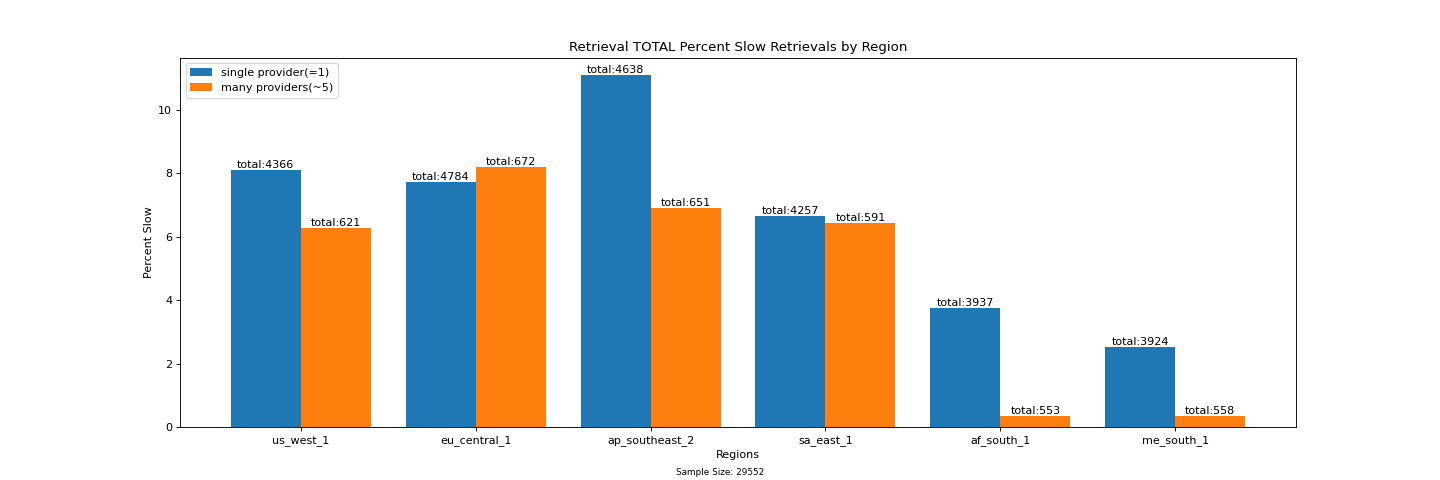 Retrieval TOTAL Percent Slow Retrievals by Region
single provider(=1)
many providers(~5)
total:4366
total:621
total:4784
total:672
total:4638
total:651
total:4257
total:591
total:3937
total:553
total:3924
total:558
Percent Slow
10
8
6
4
2
0
us_west_1
eu_central_1
ap_southeast_2
sa_east_1
af_south_1
me_south_1
Regions
Sample Size: 29552